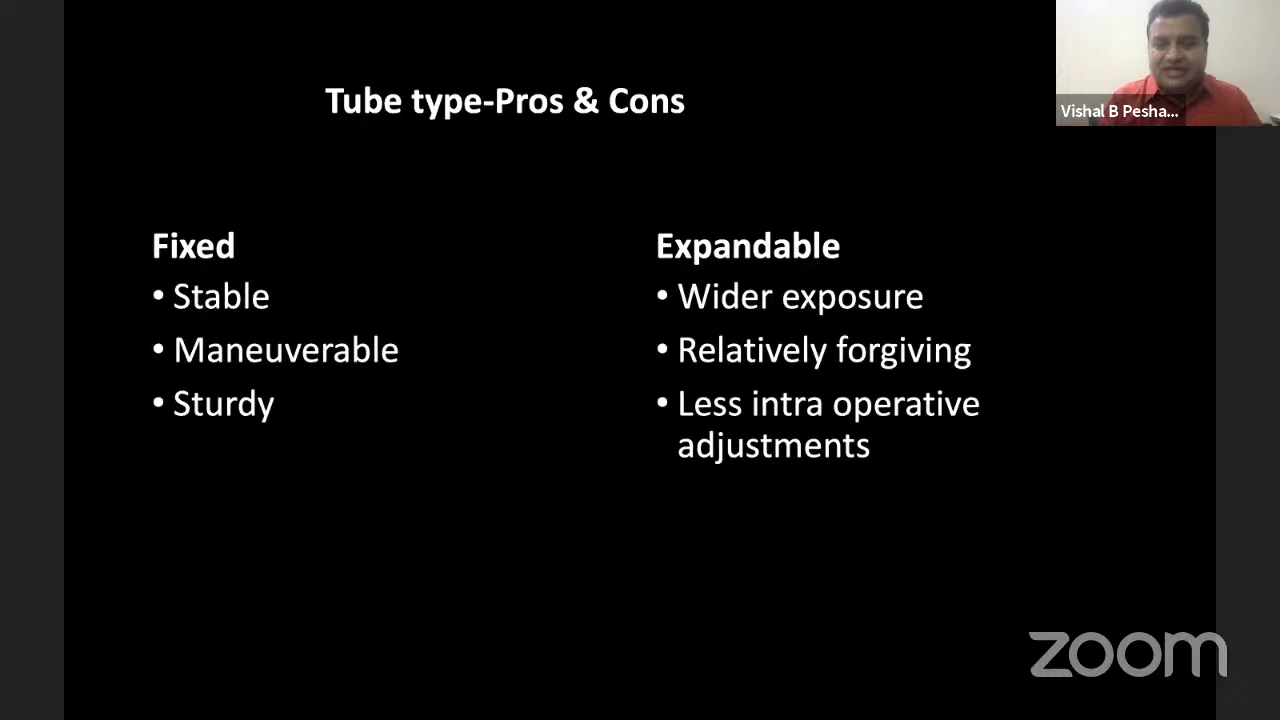 Tube type-Pros & Cons
Vishal B Pesha...
Fixed
• Stable
• Maneuverable
• Sturdy
Expandable
• Wider exposure
• Relatively forgiving
• Less intra operative
adjustments
zoom